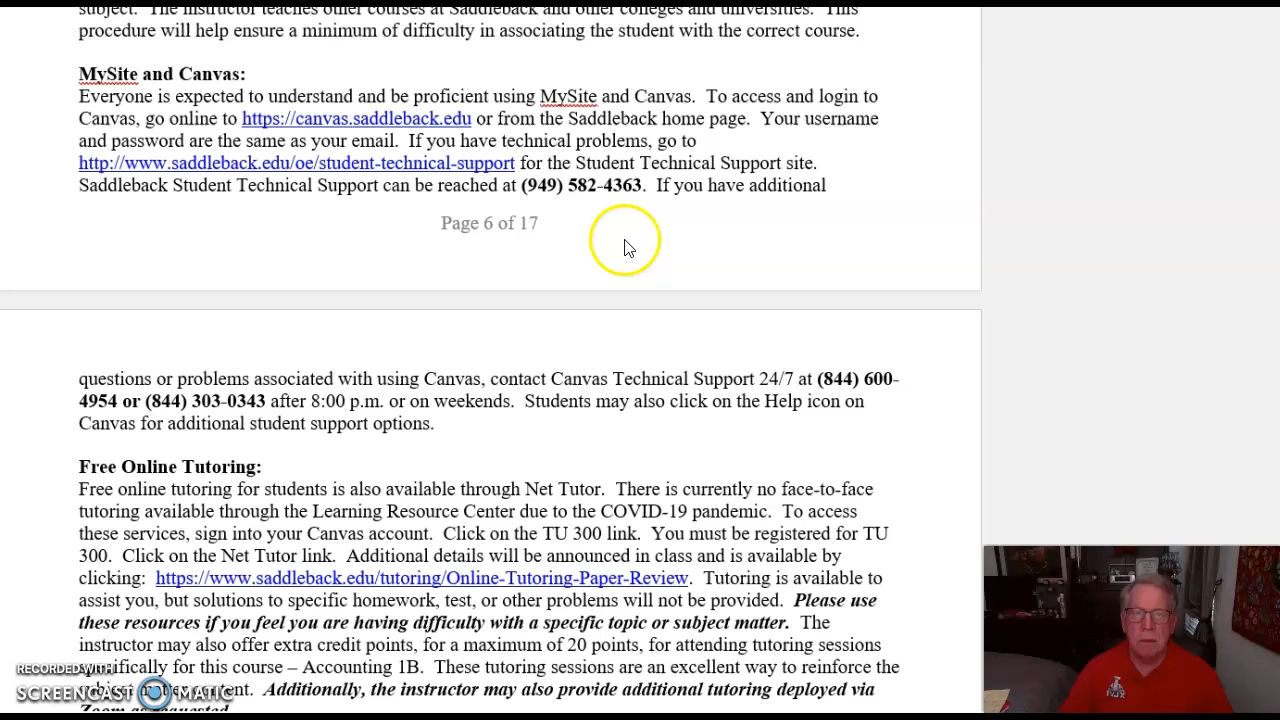 subject. The instructor teaches other courses at Saddleback and other colleges and universities. This
procedure will help ensure a minimum of difficulty in associating the student with the correct course.
MySite and Canvas:
Everyone is expected to understand and be proficient using MySite and Canvas. To access and login to
Canvas, go online to https://canvas.saddleback.edu or from the Saddleback home page. Your username
and password are the same as your email. If you have technical problems, go to
http://www.saddleback.edu/oe/student-technical-support for the Student Technical Support site.
Saddleback Student Technical Support can be reached at (949) 582-4363. If you have additional
Page 6 of 17
questions or problems associated with using Canvas, contact Canvas Technical Support 24/7 at (844) 600-
4954 or (844) 303-0343 after 8:00 p.m. or on weekends. Students may also click on the Help icon on
Canvas for additional student support options.
Free Online Tutoring:
Free online tutoring for students is also available through Net Tutor. There is currently no face-to-face
tutoring available through the Learning Resource Center due to the COVID-19 pandemic. To access
these services, sign into your Canvas account. Click on the TU 300 link. You must be registered for TU
300. Click on the Net Tutor link. Additional details will be announced in class and is available by
clicking: https://www.saddleback.edu/tutoring/Online-Tutoring-Paper-Review. Tutoring is available to
assist you, but solutions to specific homework, test, or other problems will not be provided. Please use
these resources if you feel you are having difficulty with a specific topic or subject matter. The
instructor may also offer extra credit points, for a maximum of 20 points, for attending tutoring sessions
specifically for this course – Accounting 1B. These tutoring sessions are an excellent way to reinforce the
Additionally, the instructor may also provide additional tutoring deployed via
Zoom as requested.
RECORDED WITH
SCREENCAST MATIC